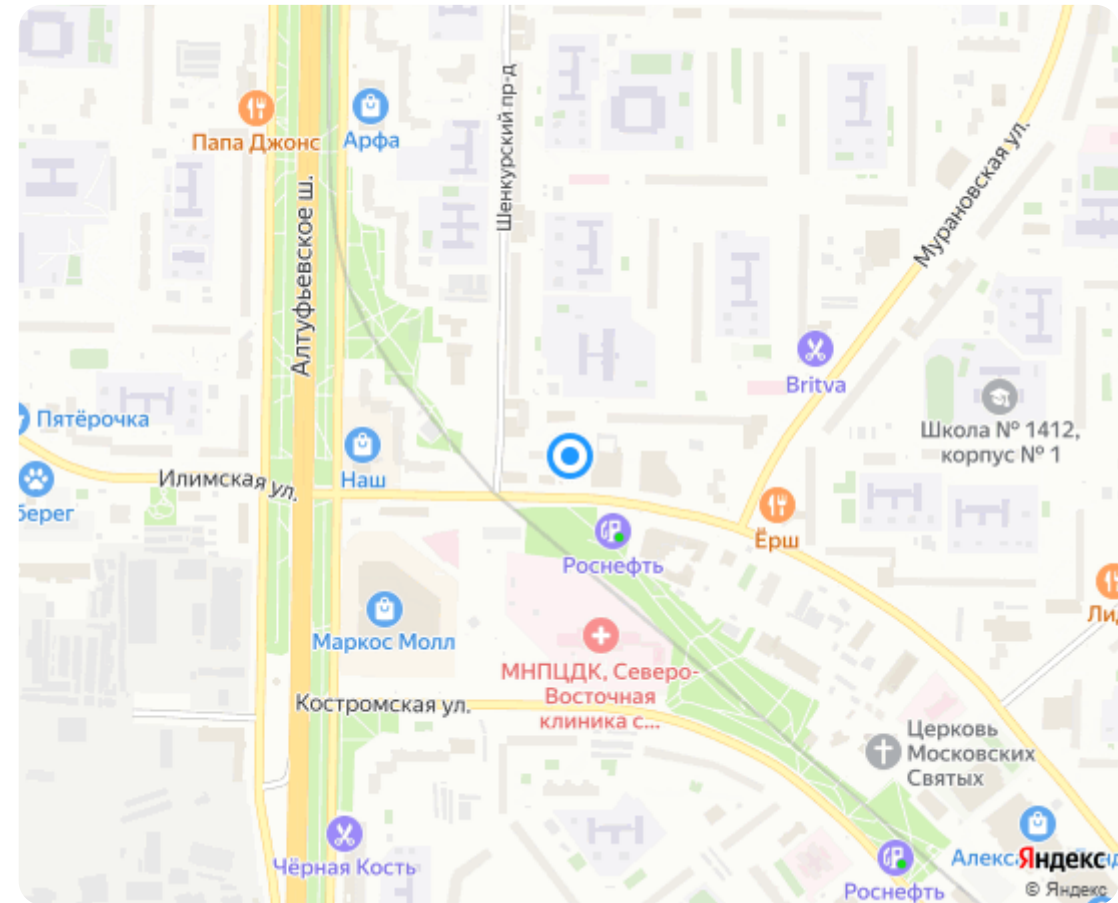 Папа Джонс
Арфа
Шенкурский пр-д
Мурановская ул.
Алтуфьевское ш.
Britva
Пятёрочка
Школа № 1412,
корпус № 1
Наш
Илимская ул.
берег
Ёрш
Роснефть
Маркос Молл
МНПЦДК, Северо-
Восточная
клиника с...
Костромская ул.
Церковь
Московских
Святых
Чёрная Кость
Роснефть
Яндекс
© Яндекс